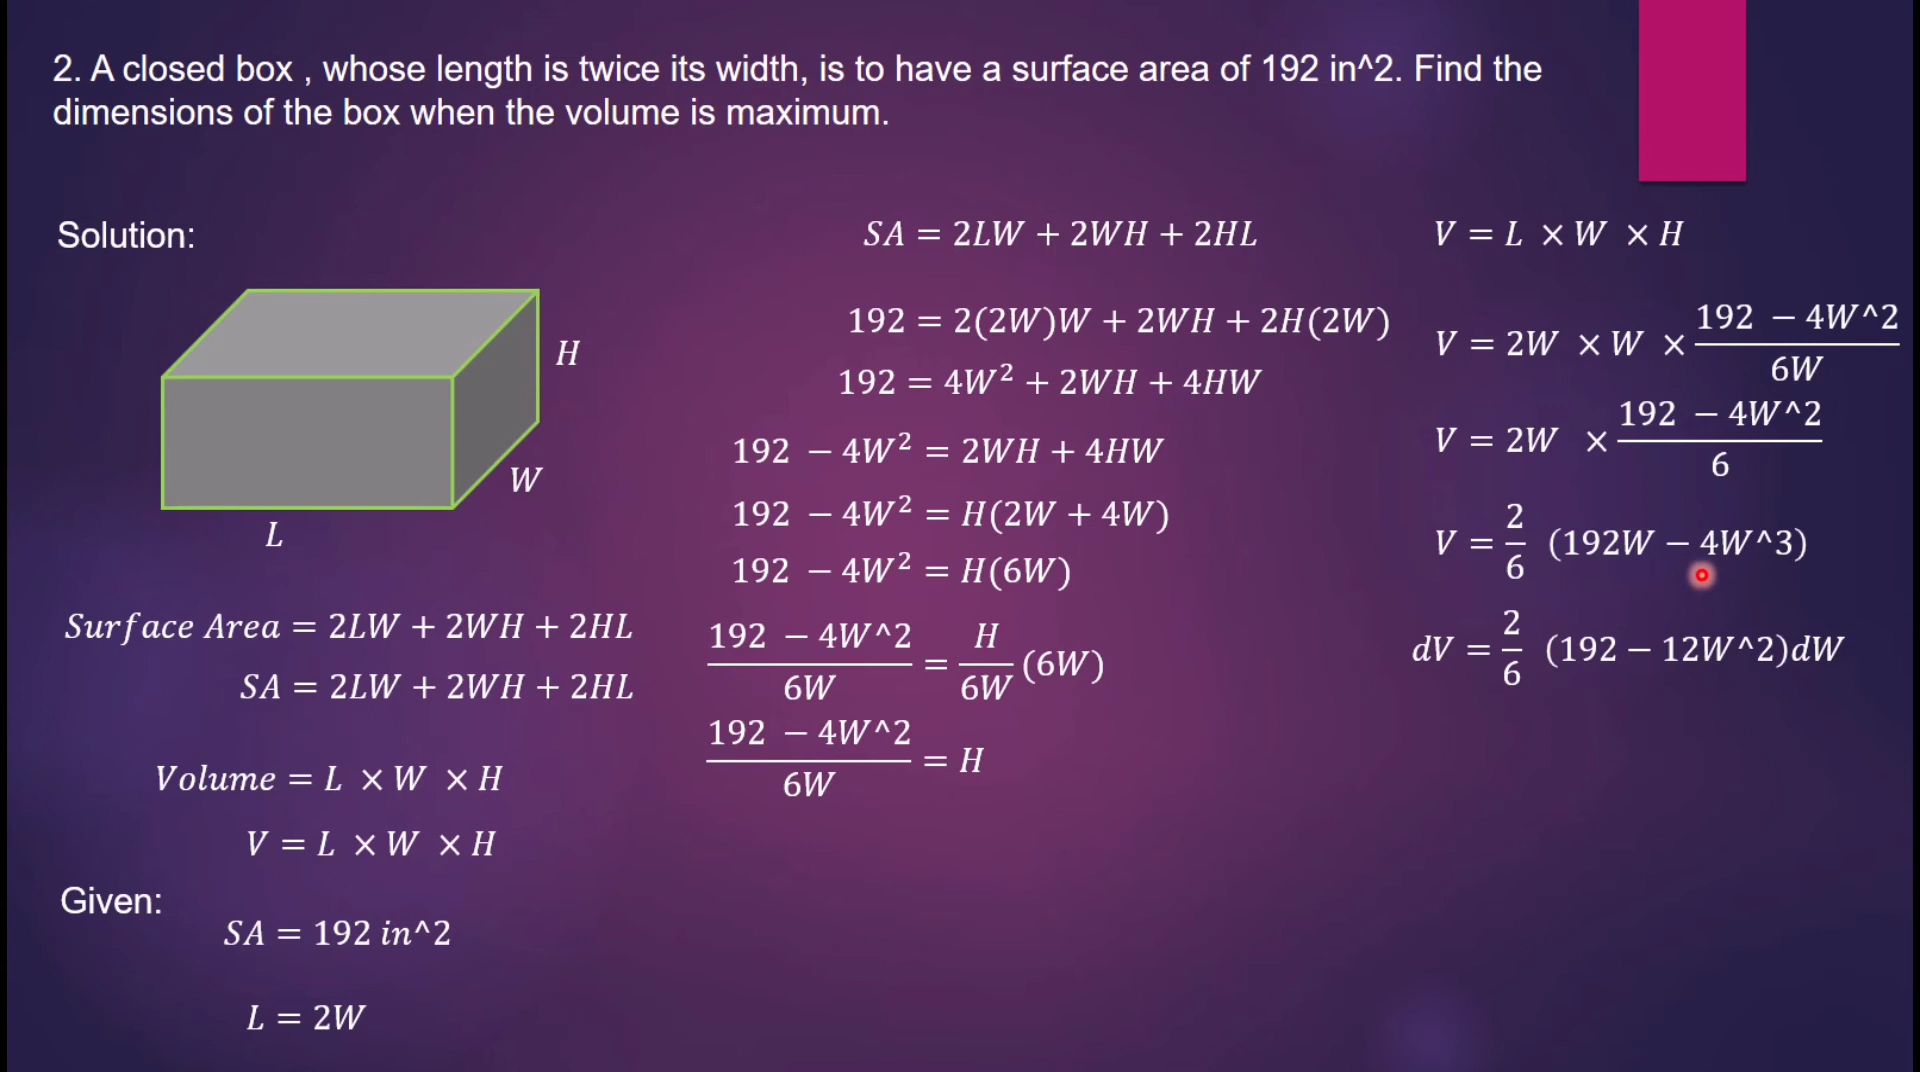 2. A closed box , whose length is twice its width, is to have a surface area of 192 in^2. Find the
dimensions of the box when the volume is maximum.
Solution:
H
W
L
Surface Area = 2LW + 2WH + 2HL
SA = 2LW + 2WH + 2HL
Volume = L × W × H
V = L × W × H
Given:
SA = 192 in^2
L = 2W
SA = 2LW + 2WH + 2HL
192 = 2(2W)W + 2WH + 2H(2W)
192 = 4W² + 2WH + 4HW
192 − 4W² = 2WH + 4HW
192 − 4W² = H(2W + 4W)
192 − 4W² = H(6W)
192 − 4W^2 / 6W = H / 6W (6W)
192 − 4W^2 / 6W = H
V = L × W × H
V = 2W × W × 192 − 4W^2 / 6W
V = 2W × 192 − 4W^2 / 6
V = 2/6 (192W − 4W^3)
dV = 2/6 (192 − 12W^2)dW